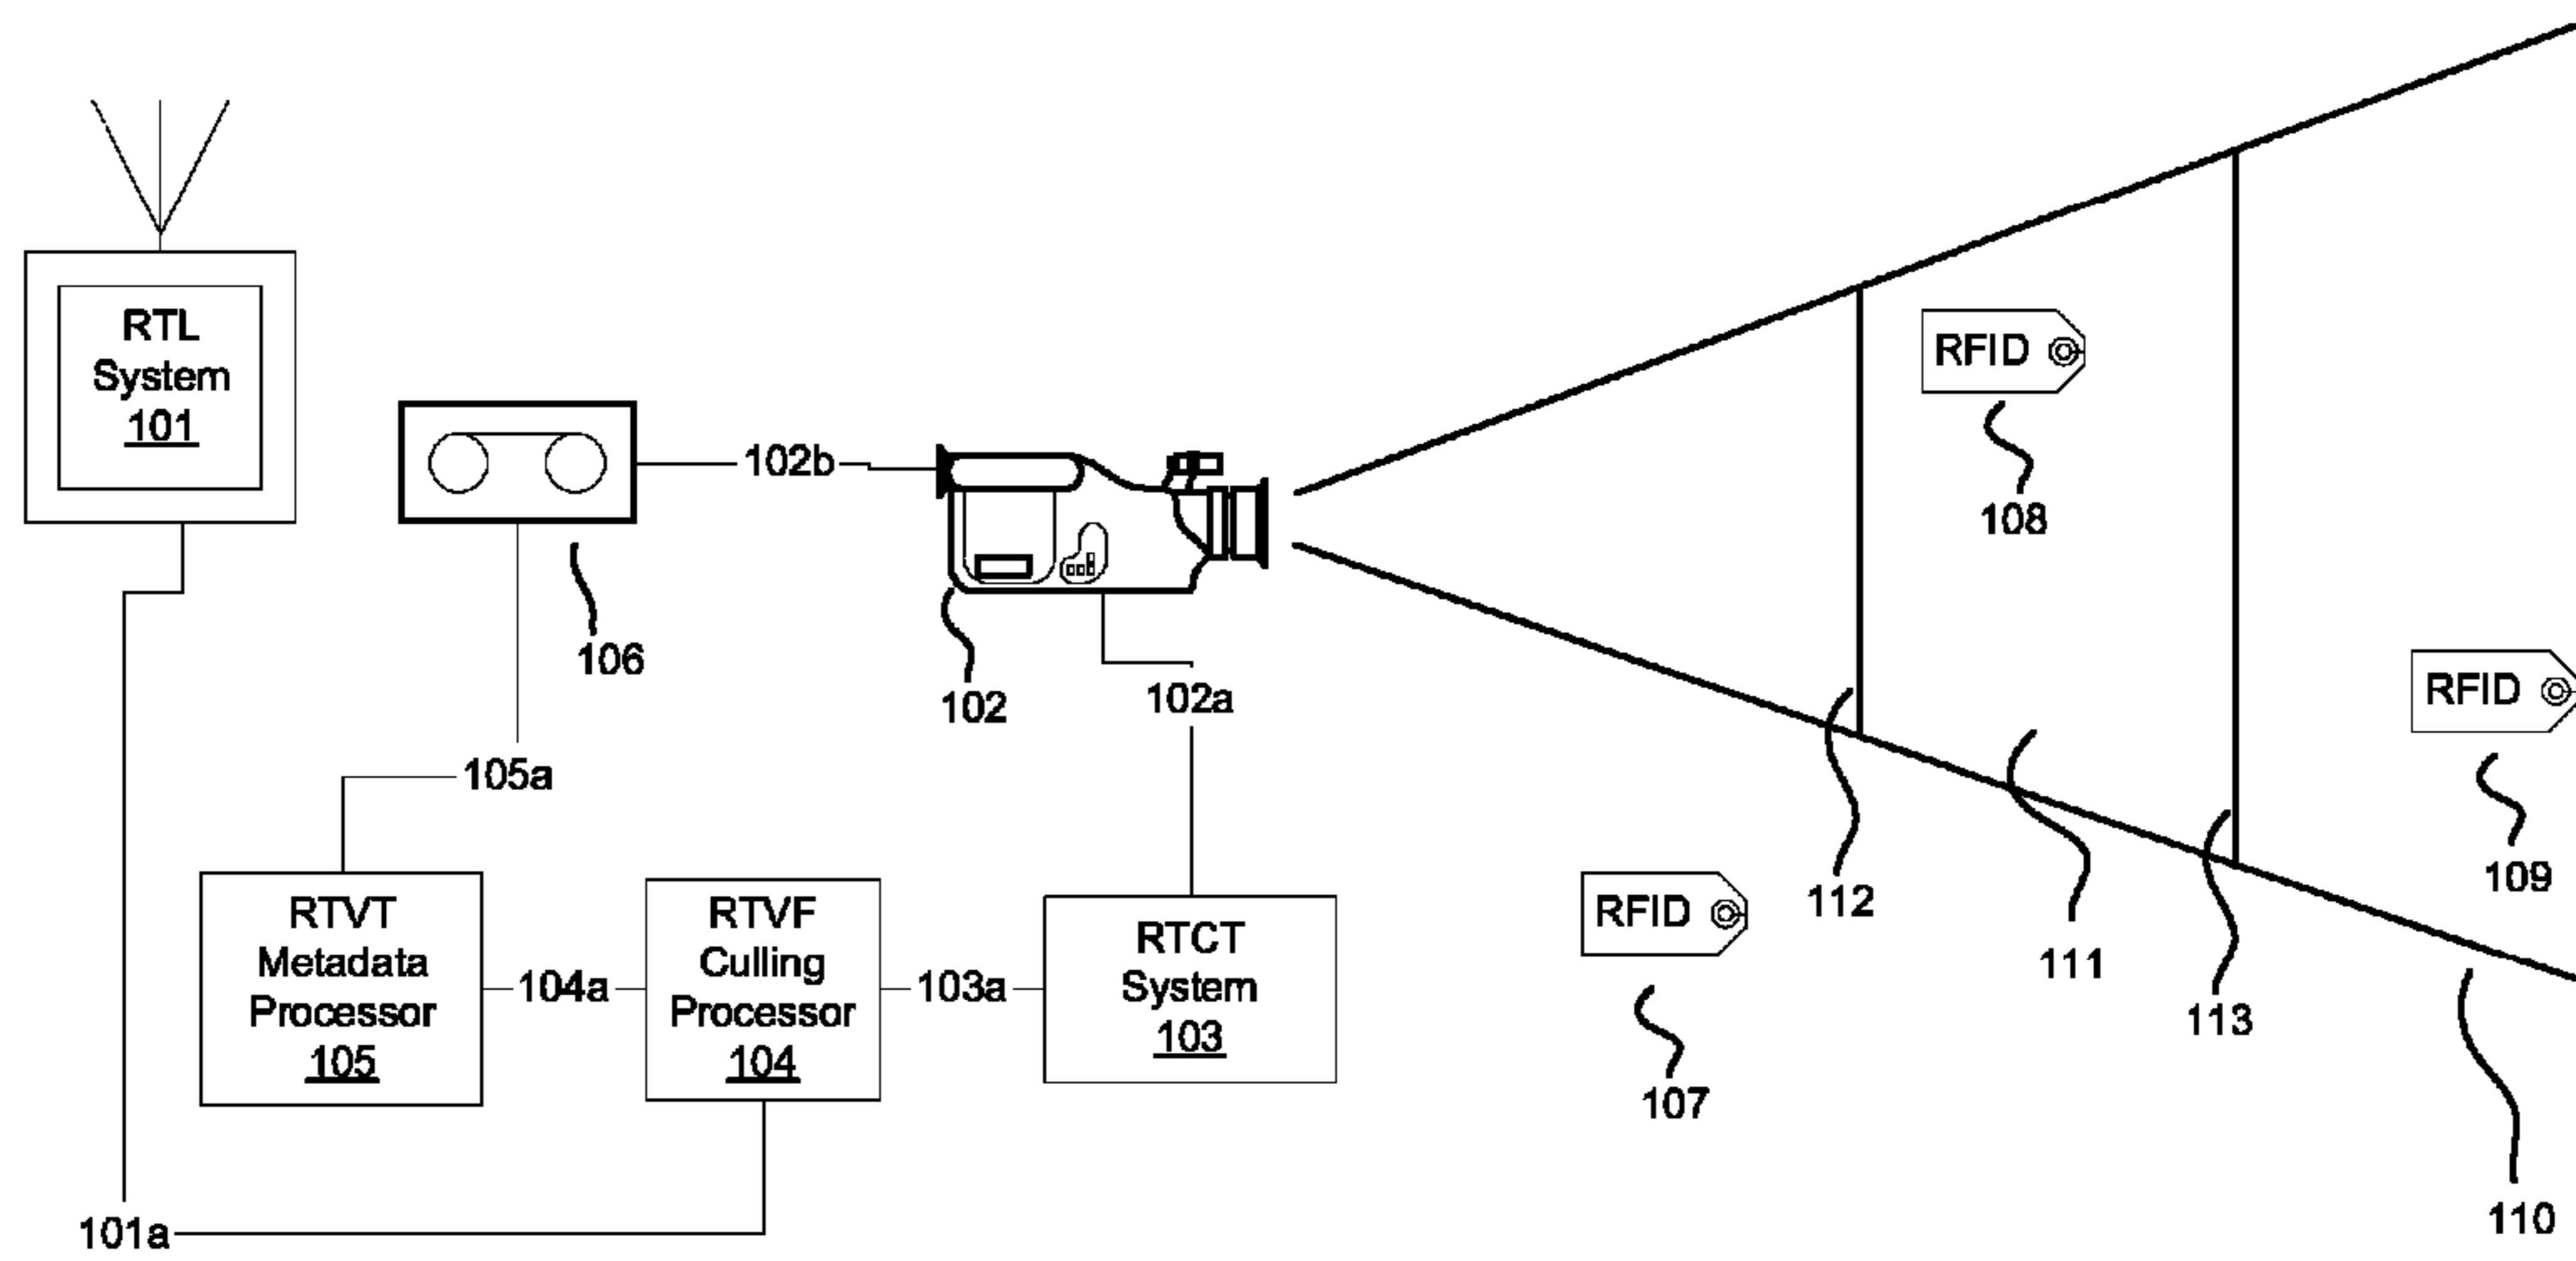 RTL
System
101
RFID
108
102b
106
102
102a
RFID
109
105a
112
111
113
RFID
107
110
RTVT
Metadata
Processor
105
104a
RTVF
Culling
Processor
104
103a
RTCT
System
103
101a